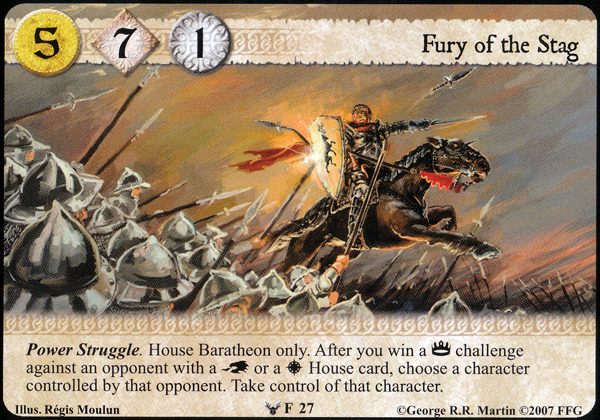 5 7 1 Fury of the Stag
Power Struggle. House Baratheon only. After you win a challenge
against an opponent with a or a House card, choose a character
controlled by that opponent. Take control of that character.
Illus. Régis Moulun F 27 ©George R.R. Martin ©2007 FFG